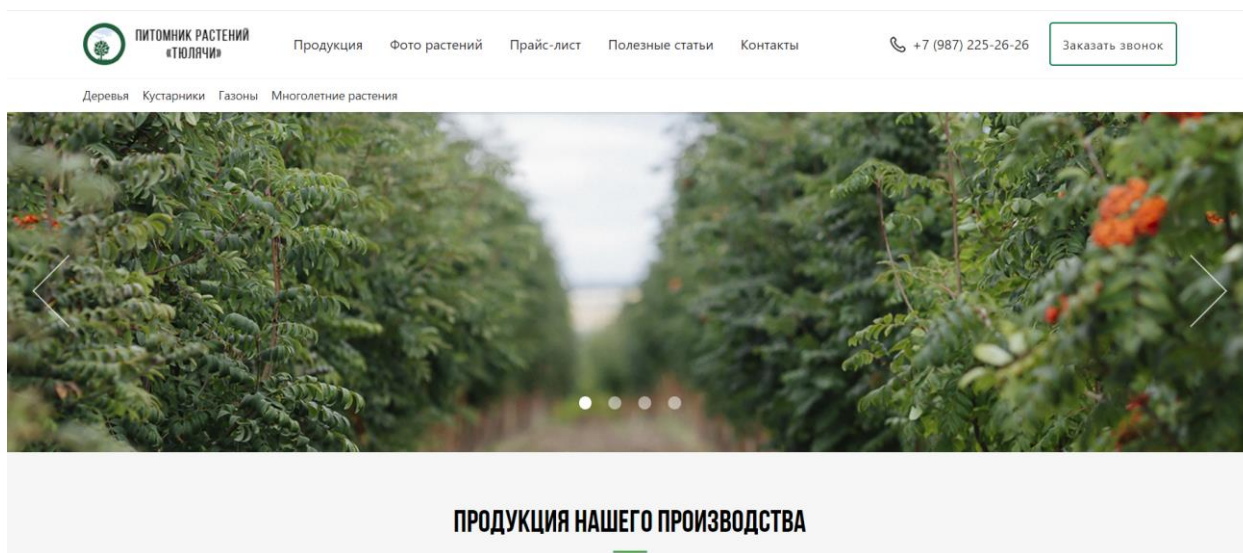 ПИТОМНИК РАСТЕНИЙ
«ТЮЛЯЧИ»
Продукция Фото растений Прайс-лист Полезные статьи Контакты
+7 (987) 225-26-26
Заказать звонок
Деревья Кустарники Газоны Многолетние растения
ПРОДУКЦИЯ НАШЕГО ПРОИЗВОДСТВА